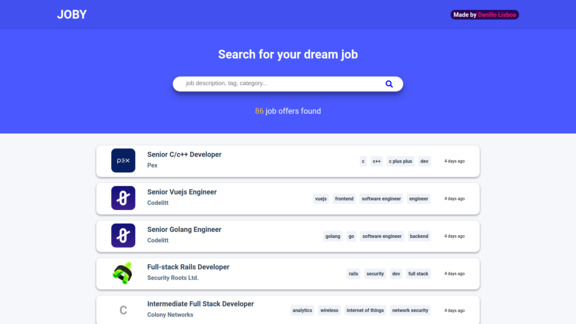 JOBY
Made by Danillo Lisboa
Search for your dream job
job description, tag, category...
86 job offers found
Senior C/c++ Developer
Pex
c c++ c plus plus dev
4 days ago
Senior Vuejs Engineer
Codelitt
vuejs frontend software engineer engineer
4 days ago
Senior Golang Engineer
Codelitt
golang go software engineer backend
4 days ago
Full-stack Rails Developer
Security Roots Ltd.
rails security dev full stack
4 days ago
C
Intermediate Full Stack Developer
Colony Networks
analytics wireless internet of things network security
4 days ago